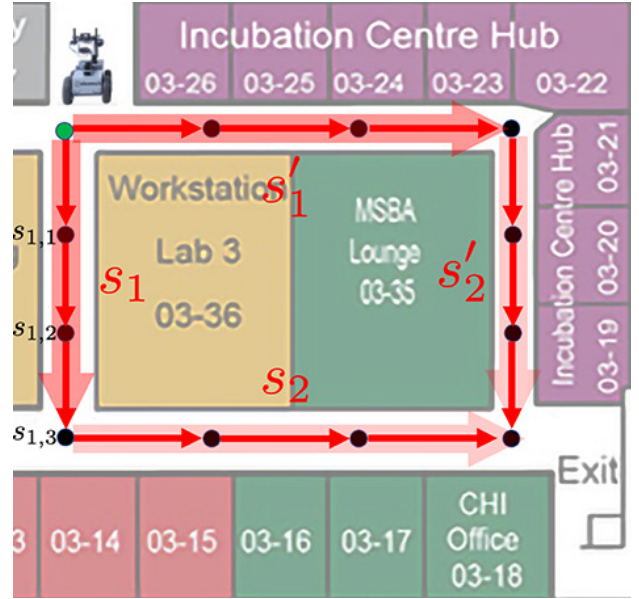 y
Incubation Centre Hub
03-26 03-25 03-24 03-23 03-22
Incubation Centre Hub
03-21
03-20
03-19
Workstation
Lab 3
03-36
MSBA
Lounge
03-35
s′1
s1
s′2
s2
s1,1
s1,2
s1,3
g
Exit
3 03-14 03-15 03-16 03-17
CHI
Office
03-18